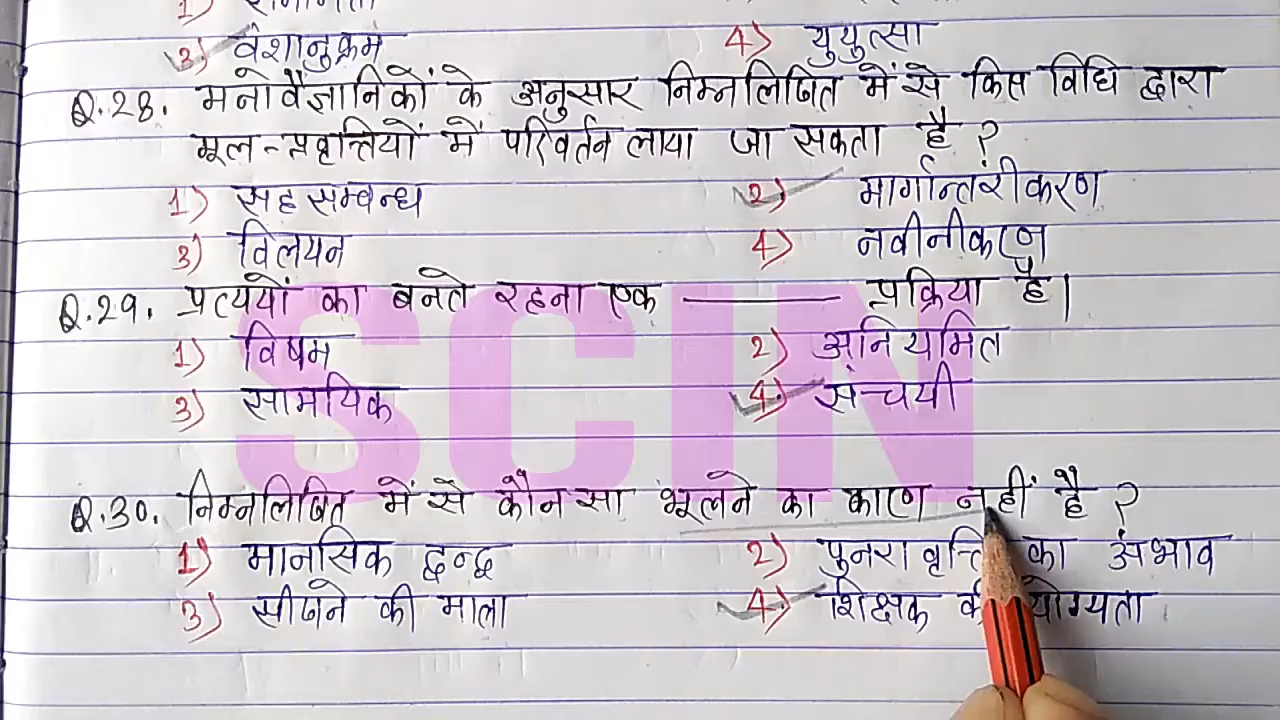 1)
3) वंशानुक्रम 4) युयुत्सा
Q.28. मनोवैज्ञानिकों के अनुसार निम्नलिखित में से किस विधि द्वारा
मूल-प्रवृत्तियों में परिवर्तन लाया जा सकता है ?
1) सह सम्बन्ध 2) मार्गान्तरीकरण
3) विलयन 4) नवीनीकरण
Q.29. प्रत्ययों का बनते रहना एक ——— प्रक्रिया है।
1) विषम 2) अनियमित
3) सामयिक 4) संचयी
SCIN
Q.30. निम्नलिखित में से कौन सा भूलने का कारण नहीं है ?
1) मानसिक द्वन्द्व 2) पुनरावृत्ति का अभाव
3) सीखने की मात्रा 4) शिक्षक की योग्यता